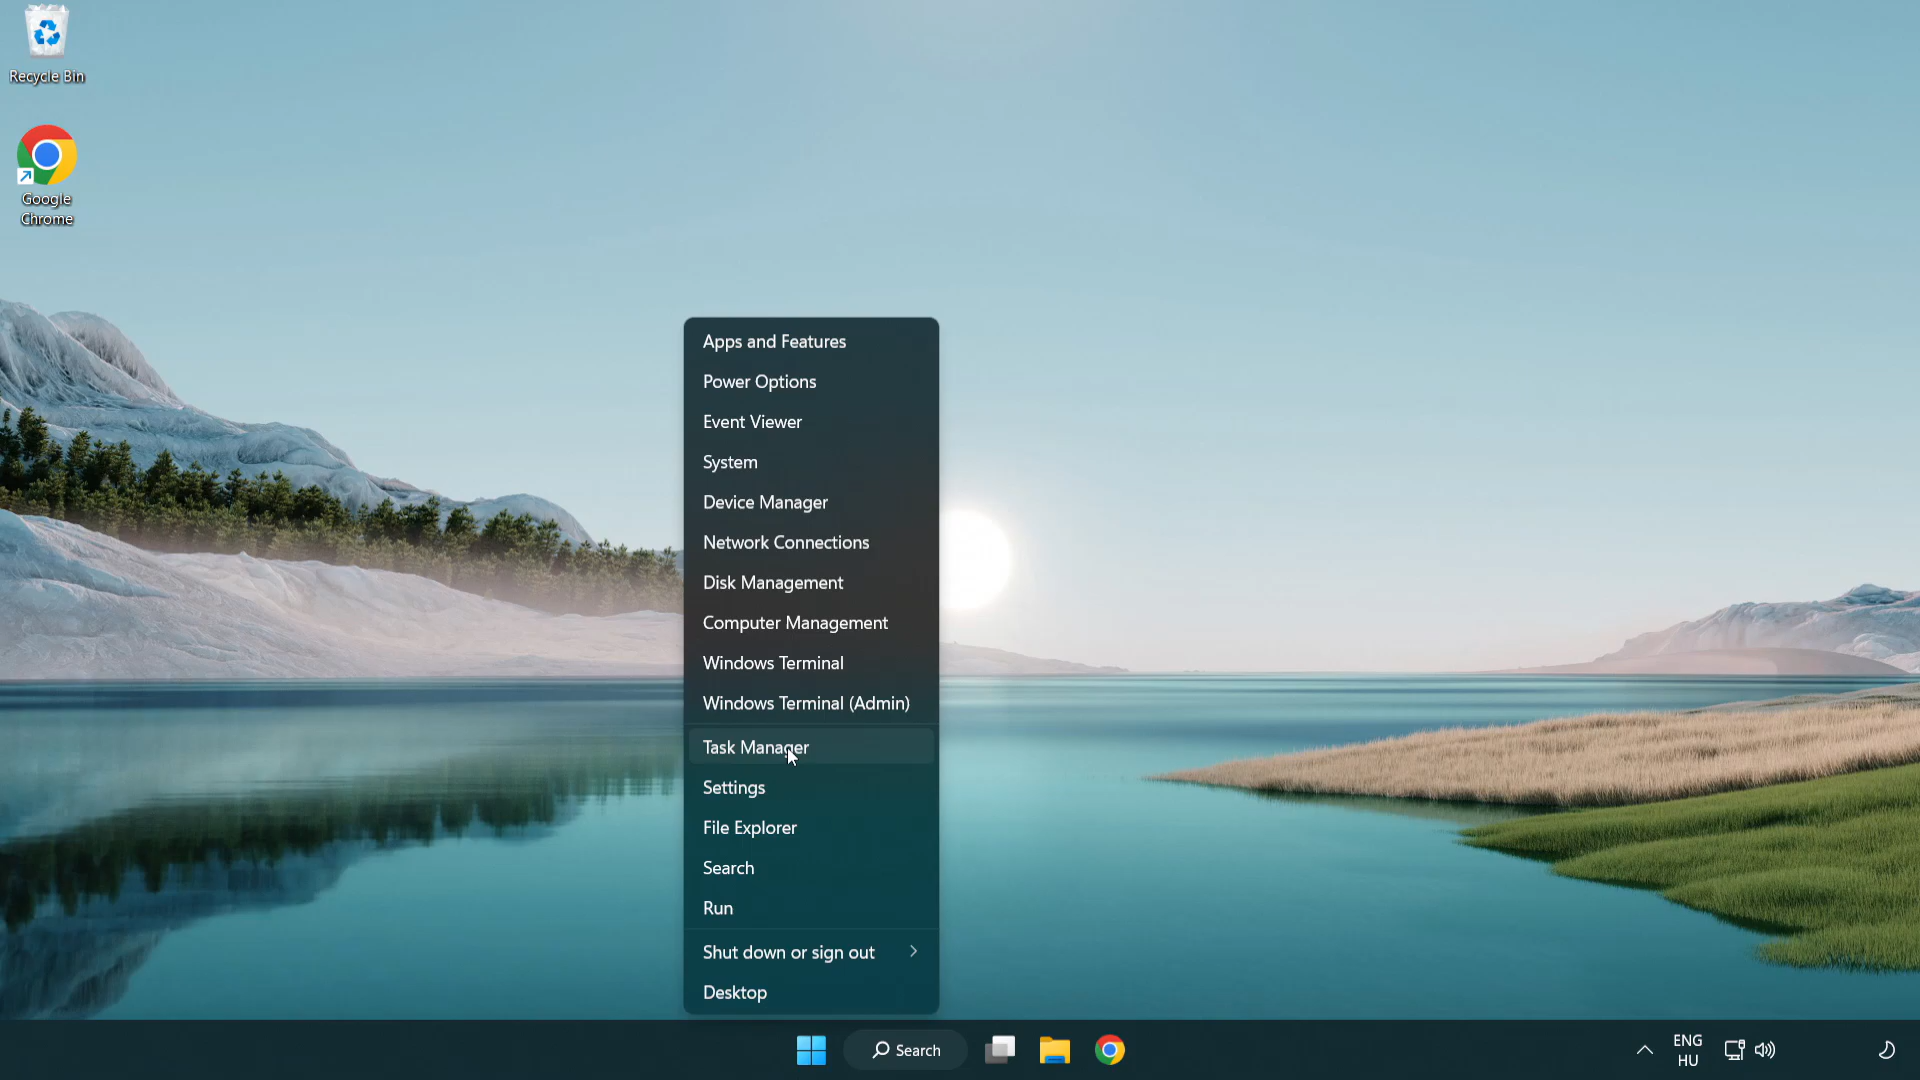 Recycle Bin
Google
Chrome
Apps and Features
Power Options
Event Viewer
System
Device Manager
Network Connections
Disk Management
Computer Management
Windows Terminal
Windows Terminal (Admin)
Task Manager
Settings
File Explorer
Search
Run
Shut down or sign out
Desktop
Search
ENG
HU